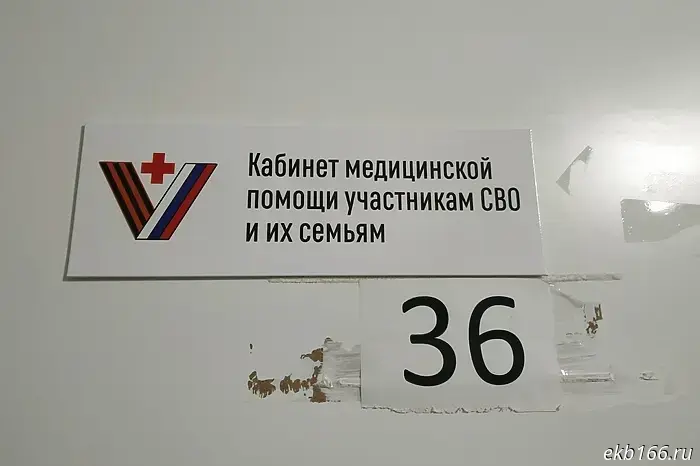 Кабинет медицинской
помощи участникам СВО
и их семьям
36
ekb166.ru